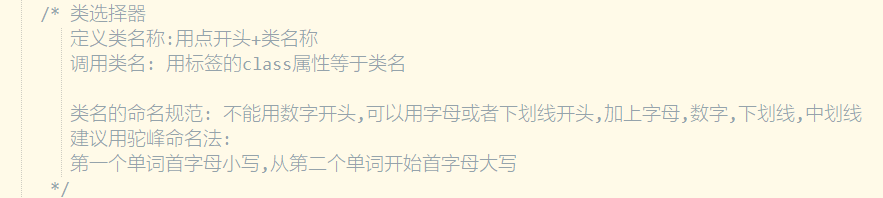 /* 类选择器
定义类名称:用点开头+类名称
调用类名: 用标签的class属性等于类名
类名的命名规范: 不能用数字开头,可以用字母或者下划线开头,加上字母,数字,下划线,中划线
建议用驼峰命名法:
第一个单词首字母小写,从第二个单词开始首字母大写
*/